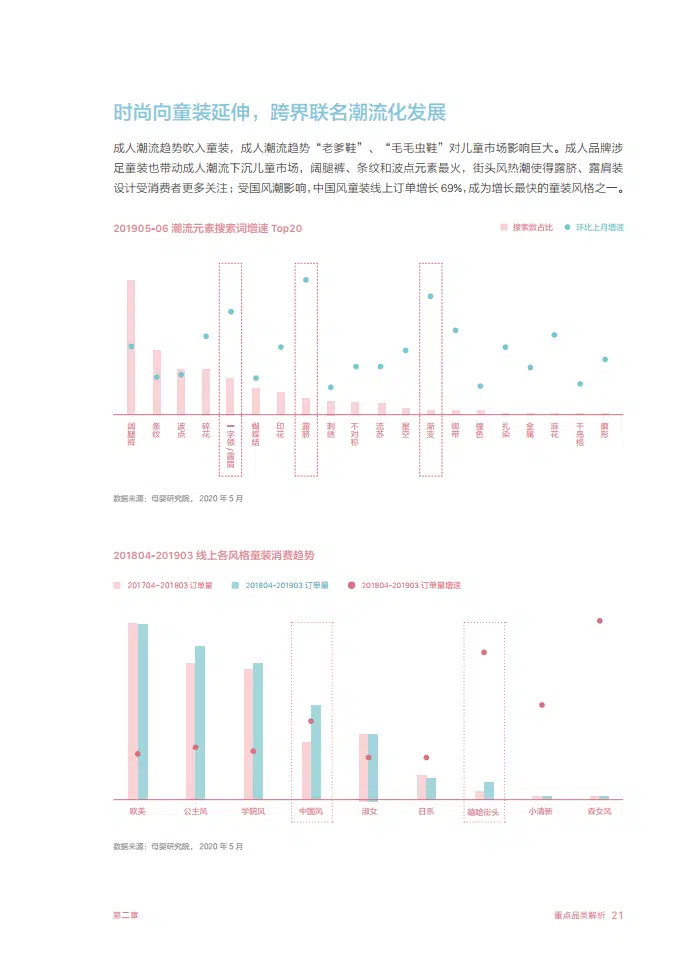 时尚向童装延伸，跨界联名潮流化发展
成人潮流趋势吹入童装，成人潮流趋势“老爹鞋”、“毛毛虫鞋”对儿童市场影响巨大。成人品牌涉
足童装也带动成人潮流下沉儿童市场，阔腿裤、条纹和波点元素最火，街头风热潮使得露脐、露肩装
设计受消费者更多关注；受国风潮影响，中国风童装线上订单增长69%，成为增长最快的童装风格之一。
201905-06 潮流元素搜索词增速 Top20
搜索数占比 环比上月增速
阔腿裤 条纹 波点 碎花 一字领/露肩 蝴蝶结 印花 露脐 刺绣 不对称 流苏 星空 渐变 绑带 撞色 扎染 金属 麻花 千鸟格 廓形
数据来源：母婴研究院，2020年5月
201804-201903 线上各风格童装消费趋势
201704-201803 订单量 201804-201903 订单量 201804-201903 订单量增速
欧美 公主风 学院风 中国风 淑女 日系 嘻哈街头 小清新 森女风
数据来源：母婴研究院，2020年5月
第二章 重点品类解析 21